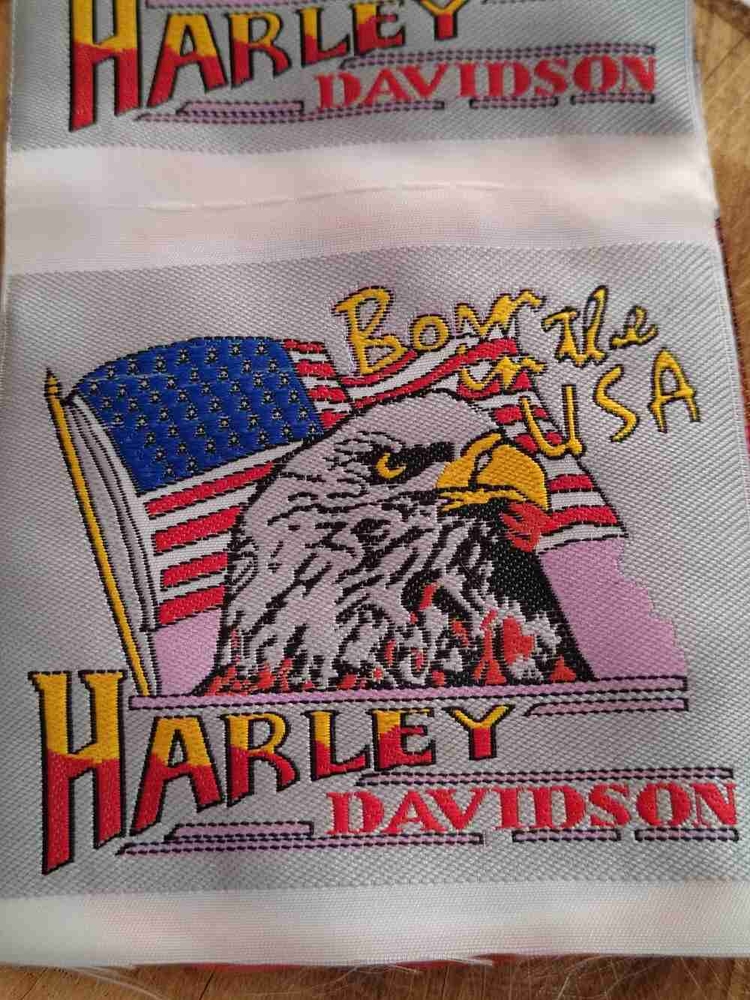 HARLEY
DAVIDSON
Born
in the
USA
HARLEY
DAVIDSON